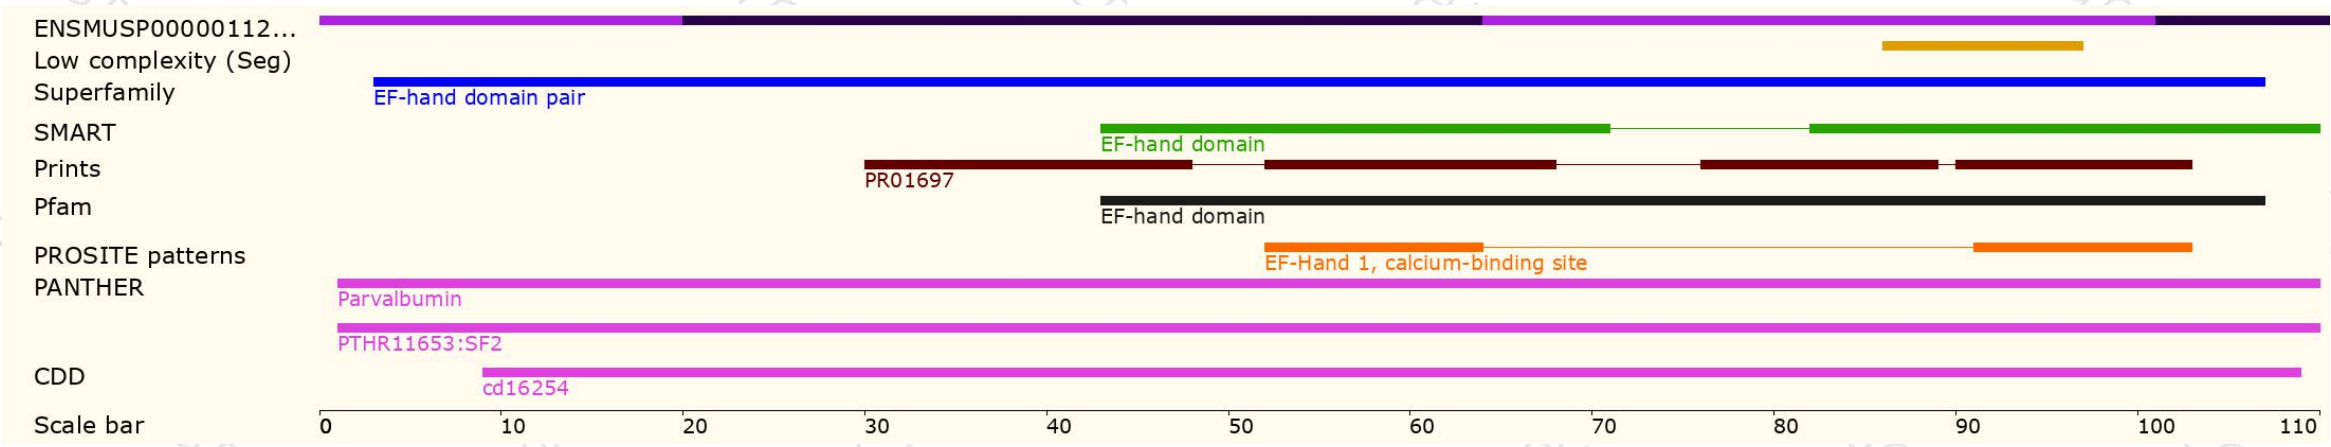 ENSMUSP00000112...
Low complexity (Seg)
Superfamily
EF-hand domain pair
SMART
EF-hand domain
Prints
PR01697
Pfam
EF-hand domain
PROSITE patterns
EF-Hand 1, calcium-binding site
PANTHER
Parvalbumin
PTHR11653:SF2
CDD
cd16254
Scale bar
0 10 20 30 40 50 60 70 80 90 100 110